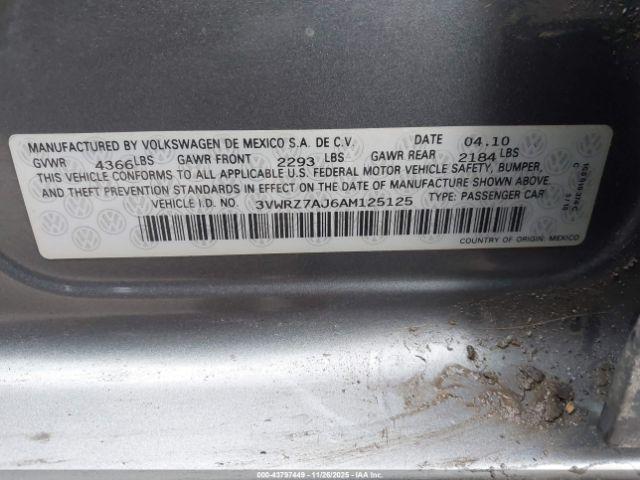 MANUFACTURED BY VOLKSWAGEN DE MEXICO S.A. DE C.V. DATE 04.10
GVWR 4366 LBS GAWR FRONT 2293 LBS GAWR REAR 2184 LBS
THIS VEHICLE CONFORMS TO ALL APPLICABLE U.S. FEDERAL MOTOR VEHICLE SAFETY, BUMPER,
AND THEFT PREVENTION STANDARDS IN EFFECT ON THE DATE OF MANUFACTURE SHOWN ABOVE.
VEHICLE I.D. NO. 3VWRZ7AJ6AM125125 TYPE: PASSENGER CAR
COUNTRY OF ORIGIN: MEXICO
000-43797449 - 11/26/2025 - IAAI.COM